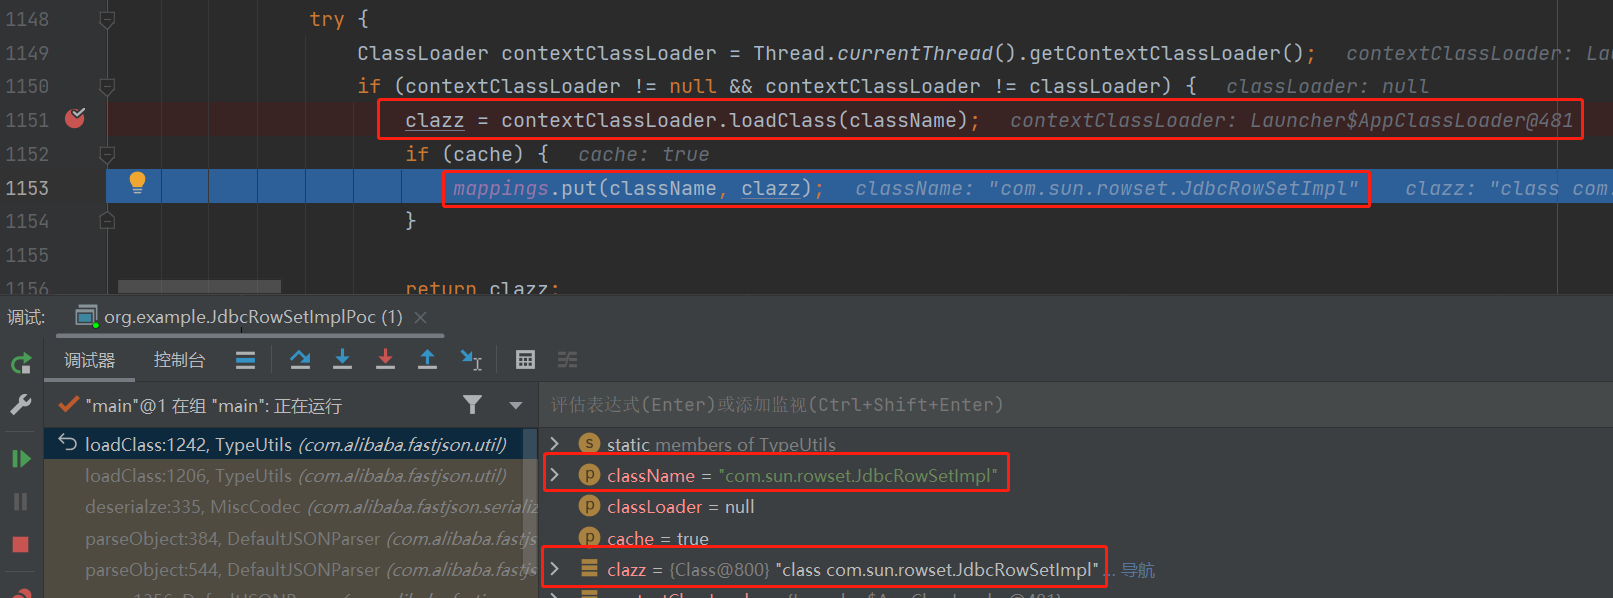 1148 try {
1149 ClassLoader contextClassLoader = Thread.currentThread().getContextClassLoader(); contextClassLoader: Lau
1150 if (contextClassLoader != null && contextClassLoader != classLoader) { classLoader: null
1151 clazz = contextClassLoader.loadClass(className); contextClassLoader: Launcher$AppClassLoader@481
1152 if (cache) { cache: true
1153 mappings.put(className, clazz); className: "com.sun.rowset.JdbcRowSetImpl" clazz: "class com.
1154 }
1155
1156 return clazz;
调试: org.example.JdbcRowSetImplPoc (1)
调试器 控制台
"main"@1 在组 "main": 正在运行
评估表达式(Enter)或添加监视(Ctrl+Shift+Enter)
loadClass:1242, TypeUtils (com.alibaba.fastjson.util)
static members of TypeUtils
loadClass:1206, TypeUtils (com.alibaba.fastjson.util)
className = "com.sun.rowset.JdbcRowSetImpl"
deserialze:335, MiscCodec (com.alibaba.fastjson.serializ
classLoader = null
parseObject:384, DefaultJSONParser (com.alibaba.fastj
cache = true
parseObject:544, DefaultJSONParser (com.alibaba.fastjs
clazz = {Class@800} "class com.sun.rowset.JdbcRowSetImpl" ... 导航